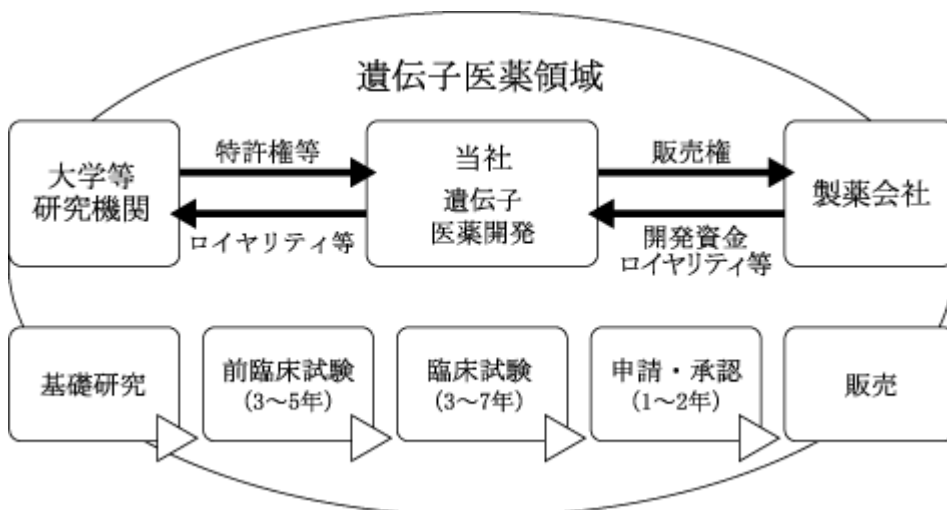 遺伝子医薬領域
大学等
研究機関
特許権等
ロイヤリティ等
当社
遺伝子
医薬開発
販売権
開発資金
ロイヤリティ等
製薬会社
基礎研究
前臨床試験
(3〜5年)
臨床試験
(3〜7年)
申請・承認
(1〜2年)
販売